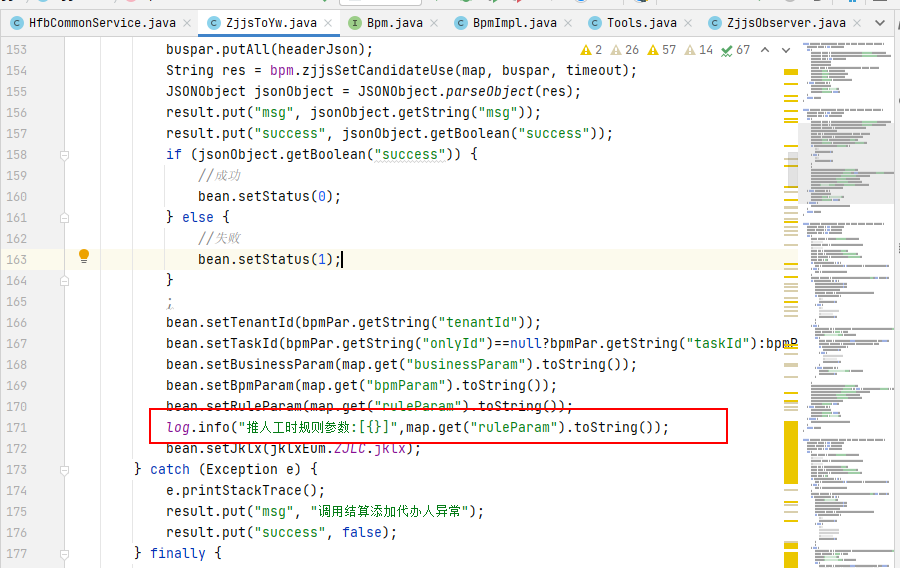 HfbCommonService.java × ZjjsToYw.java × Bpm.java × BpmImpl.java × Tools.java × ZjjsObserver.java ×
2 26 57 14 67
153 buspar.putAll(headerJson);
154 String res = bpm.zjjsSetCandidateUse(map, buspar, timeout);
155 JSONObject jsonObject = JSONObject.parseObject(res);
156 result.put("msg", jsonObject.getString("msg"));
157 result.put("success", jsonObject.getBoolean("success"));
158 if (jsonObject.getBoolean("success")) {
159 //成功
160 bean.setStatus(0);
161 } else {
162 //失败
163 bean.setStatus(1);
164 }
165 ;
166 bean.setTenantId(bpmPar.getString("tenantId"));
167 bean.setTaskId(bpmPar.getString("onlyId")==null?bpmPar.getString("taskId"):bpmP
168 bean.setBusinessParam(map.get("businessParam").toString());
169 bean.setBpmParam(map.get("bpmParam").toString());
170 bean.setRuleParam(map.get("ruleParam").toString());
171 log.info("推人工时规则参数:[{}]",map.get("ruleParam").toString());
172 bean.setJklx(jklxEum.ZJLC.jklx);
173 } catch (Exception e) {
174 e.printStackTrace();
175 result.put("msg", "调用结算添加代办人异常");
176 result.put("success", false);
177 } finally {